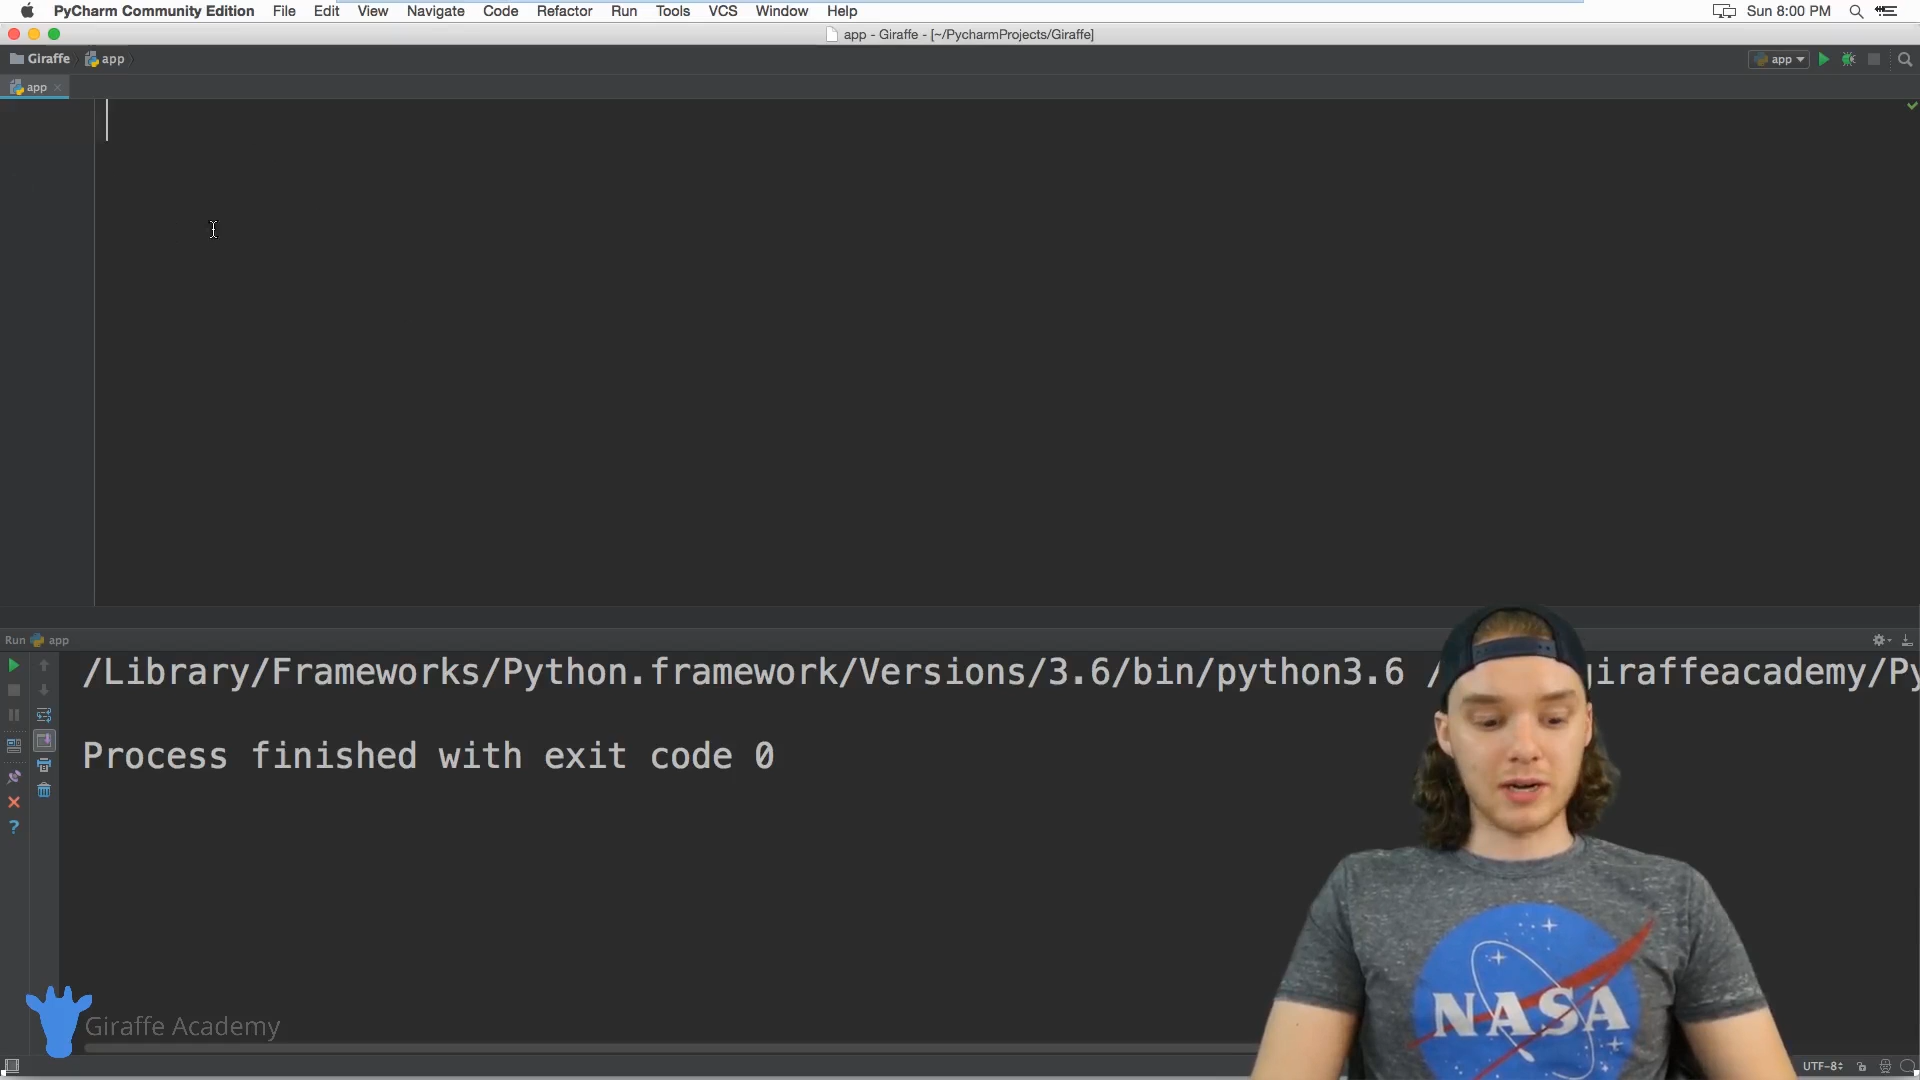 PyCharm Community Edition File Edit View Navigate Code Refactor Run Tools VCS Window Help Sun 8:00 PM
app - Giraffe - [~/PycharmProjects/Giraffe]
Giraffe app app
app
Run app
/Library/Frameworks/Python.framework/Versions/3.6/bin/python3.6 / giraffeacademy/Py
Process finished with exit code 0
NASA
Giraffe Academy
UTF-8